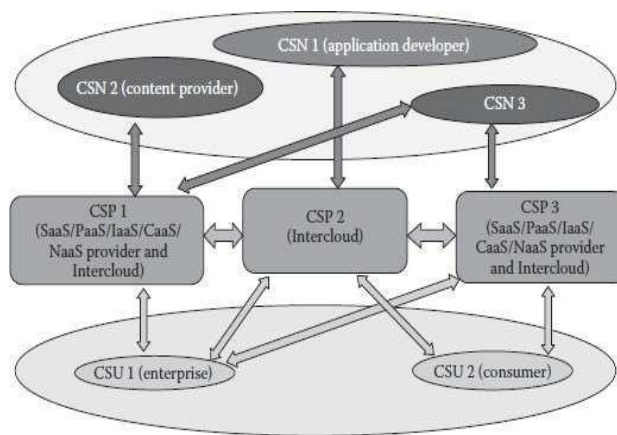 CSN 1 (application developer)
CSN 2 (content provider)
CSN 3
CSP 1
(SaaS/PaaS/IaaS/CaaS/
NaaS provider and
Intercloud)
CSP 2
(Intercloud)
CSP 3
(SaaS/PaaS/IaaS/
CaaS/NaaS provider
and Intercloud)
CSU 1 (enterprise)
CSU 2 (consumer)